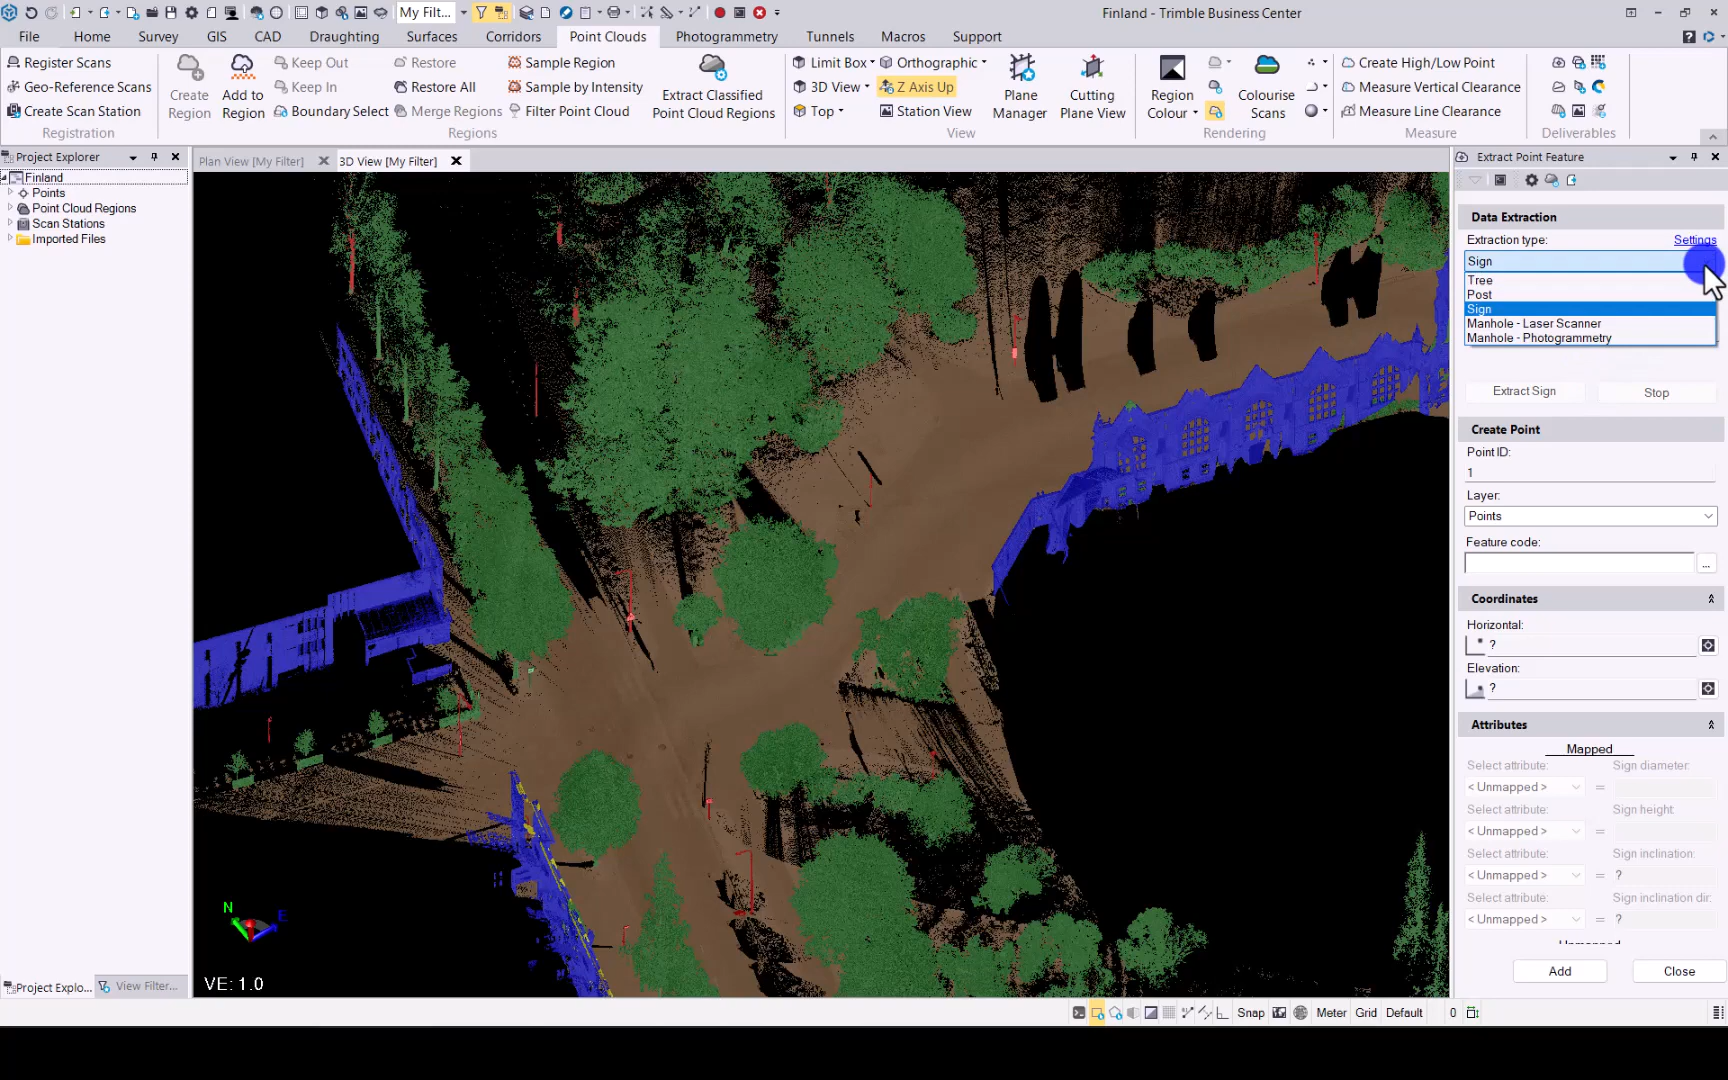 My Filt...
Finland - Trimble Business Center
File Home Survey GIS CAD Draughting Surfaces Corridors Point Clouds Photogrammetry Tunnels Macros Support
Register Scans
Geo-Reference Scans
Create Scan Station
Registration
Create Region
Add to Region
Keep Out
Keep In
Boundary Select
Restore
Restore All
Merge Regions
Sample Region
Sample by Intensity
Filter Point Cloud
Extract Classified Point Cloud Regions
Regions
Limit Box
3D View
Top
Orthographic
Z Axis Up
Station View
Plane Manager
Cutting Plane View
View
Region Colour
Colourise Scans
Rendering
Create High/Low Point
Measure Vertical Clearance
Measure Line Clearance
Measure
Deliverables
Project Explorer
Finland
Points
Point Cloud Regions
Scan Stations
Imported Files
Plan View [My Filter]
3D View [My Filter]
N
E
VE: 1.0
Extract Point Feature
Data Extraction
Extraction type:
Settings
Sign
Tree
Post
Sign
Manhole - Laser Scanner
Manhole - Photogrammetry
Extract Sign
Stop
Create Point
Point ID:
1
Layer:
Points
Feature code:
...
Coordinates
Horizontal:
?
Elevation:
?
Attributes
Mapped
Select attribute: Sign diameter:
< Unmapped > =
Select attribute: Sign height:
< Unmapped > =
Select attribute: Sign inclination:
< Unmapped > = ?
Select attribute: Sign inclination dir:
< Unmapped > = ?
Add
Close
Project Explo...
View Filter...
Snap
Meter
Grid
Default
0